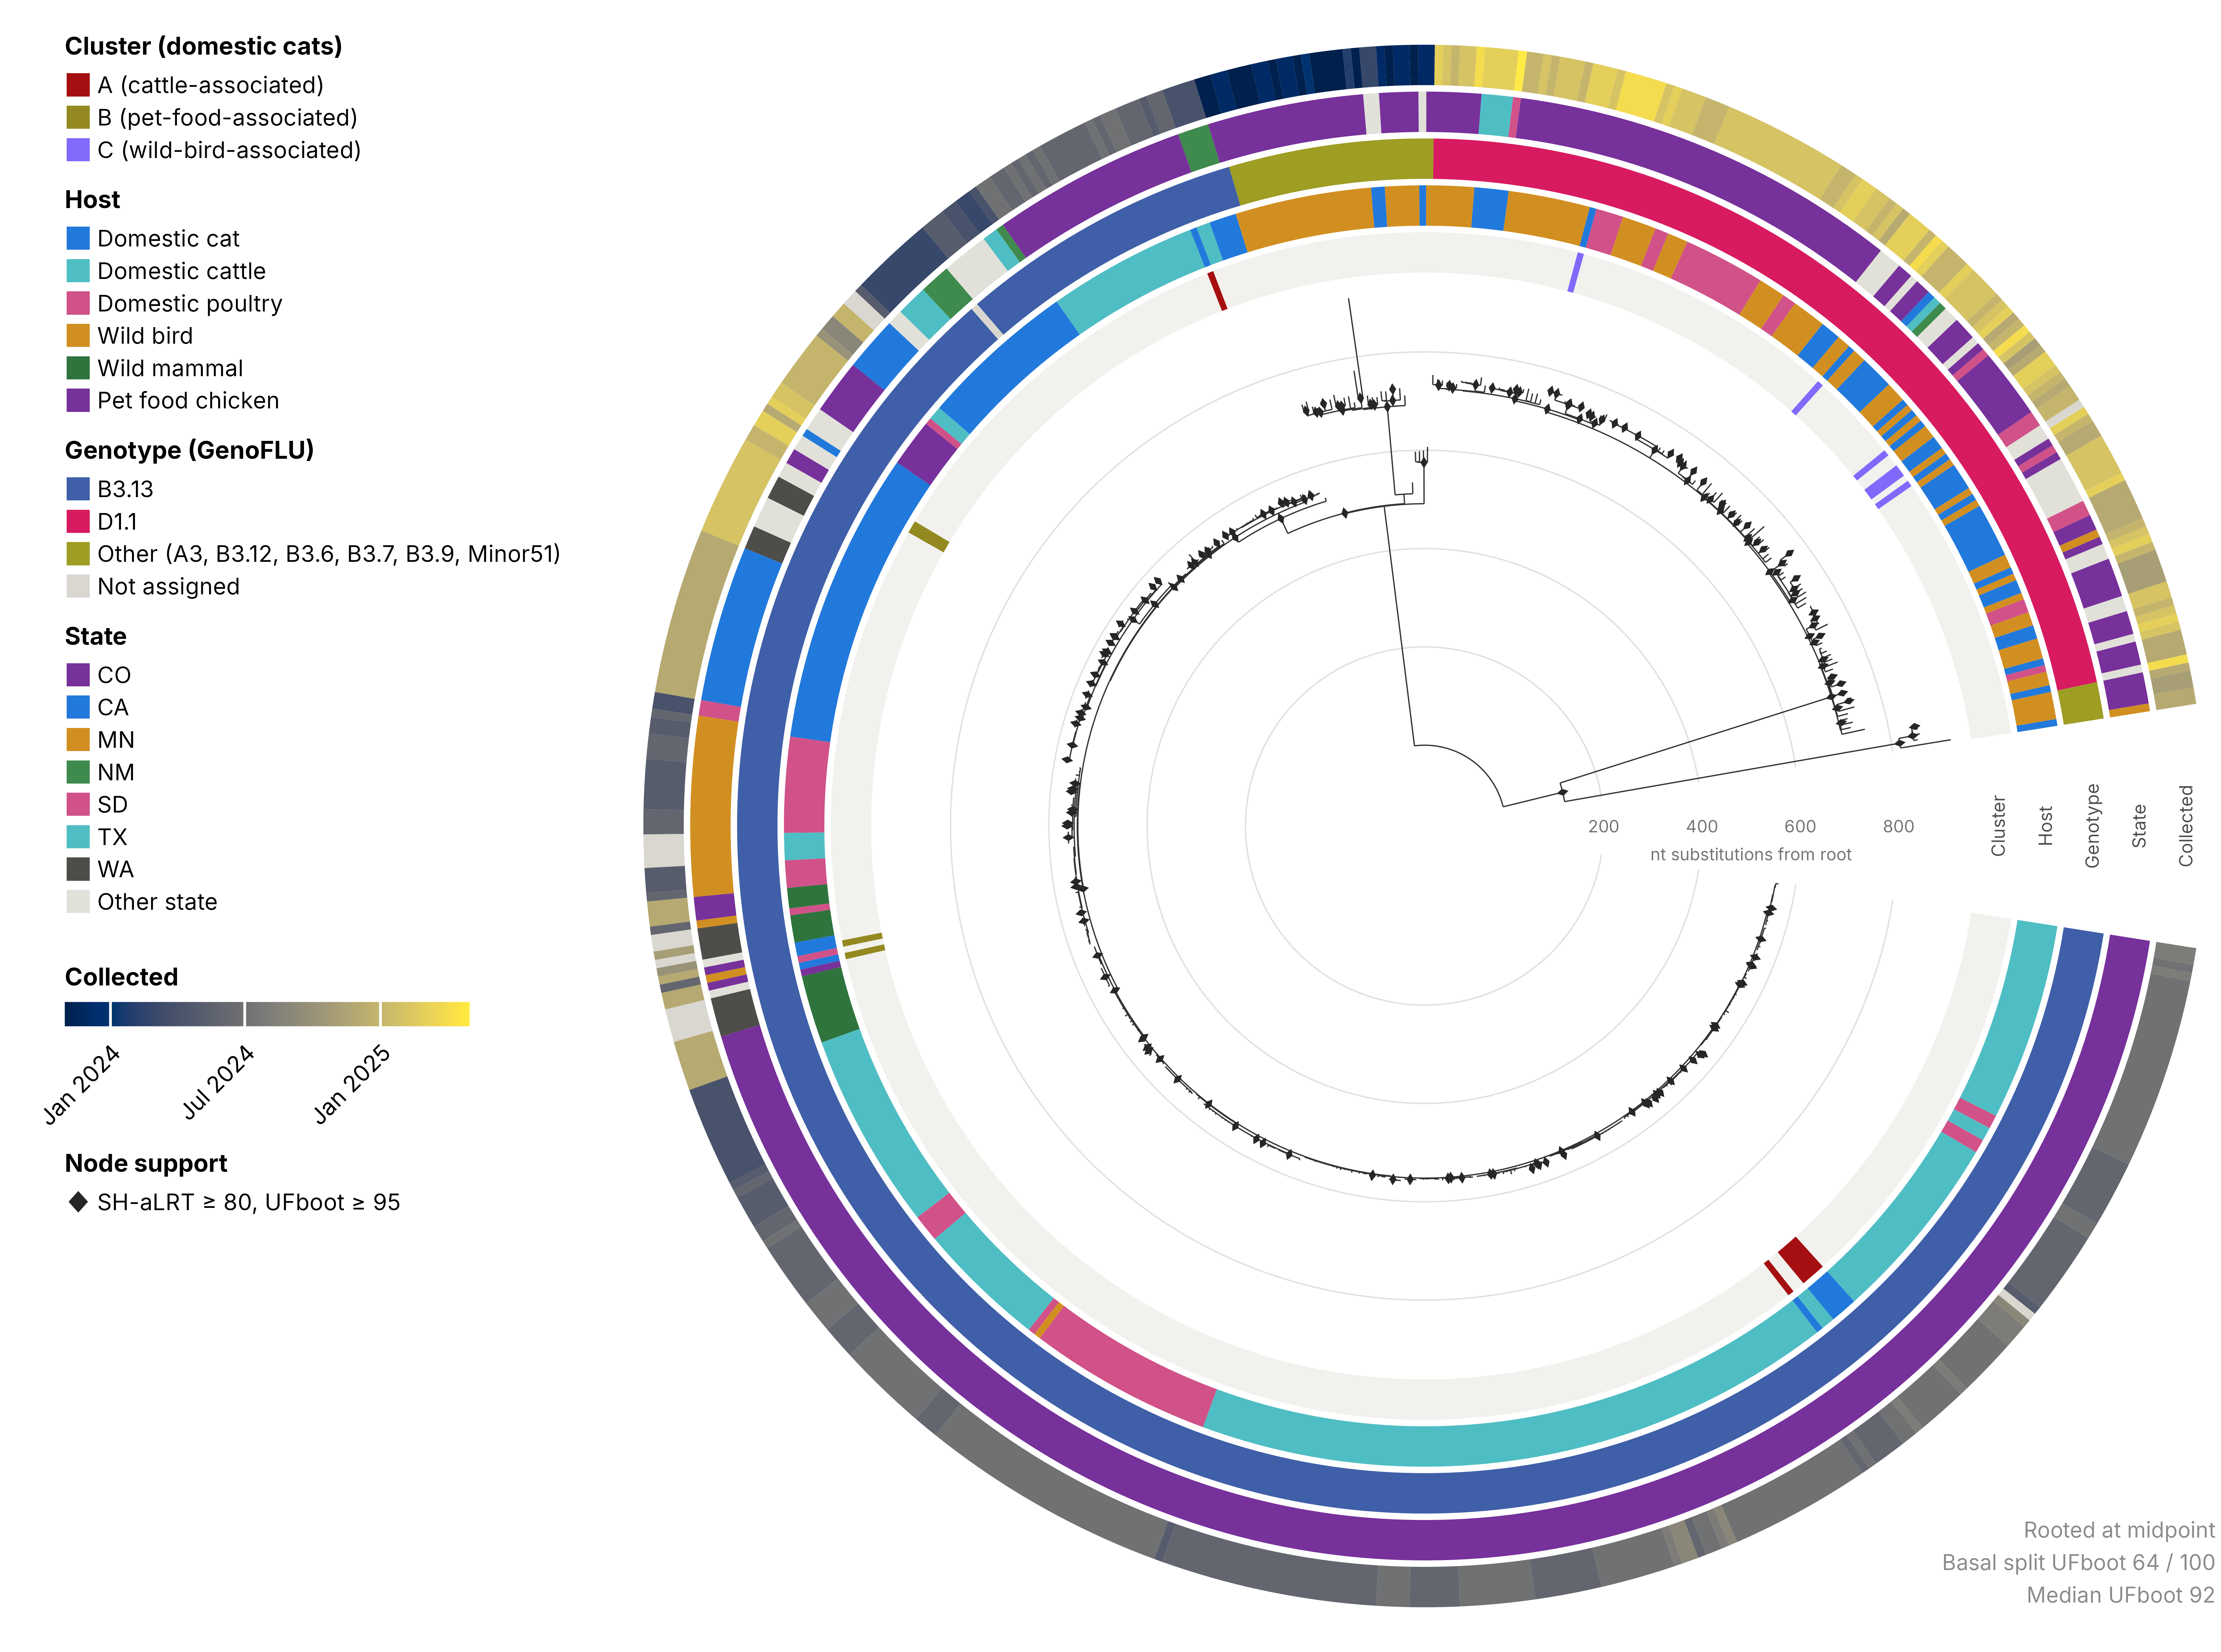 Cluster (domestic cats)
A (cattle-associated)
B (pet-food-associated)
C (wild-bird-associated)
Host
Domestic cat
Domestic cattle
Domestic poultry
Wild bird
Wild mammal
Pet food chicken
Genotype (GenoFLU)
B3.13
D1.1
Other (A3, B3.12, B3.6, B3.7, B3.9, Minor51)
Not assigned
State
CO
CA
MN
NM
SD
TX
WA
Other state
Collected
Jan 2024
Jul 2024
Jan 2025
Node support
SH-aLRT ≥ 80, UFboot ≥ 95
200 400 600 800
nt substitutions from root
Cluster
Host
Genotype
State
Collected
Rooted at midpoint
Basal split UFboot 64 / 100
Median UFboot 92